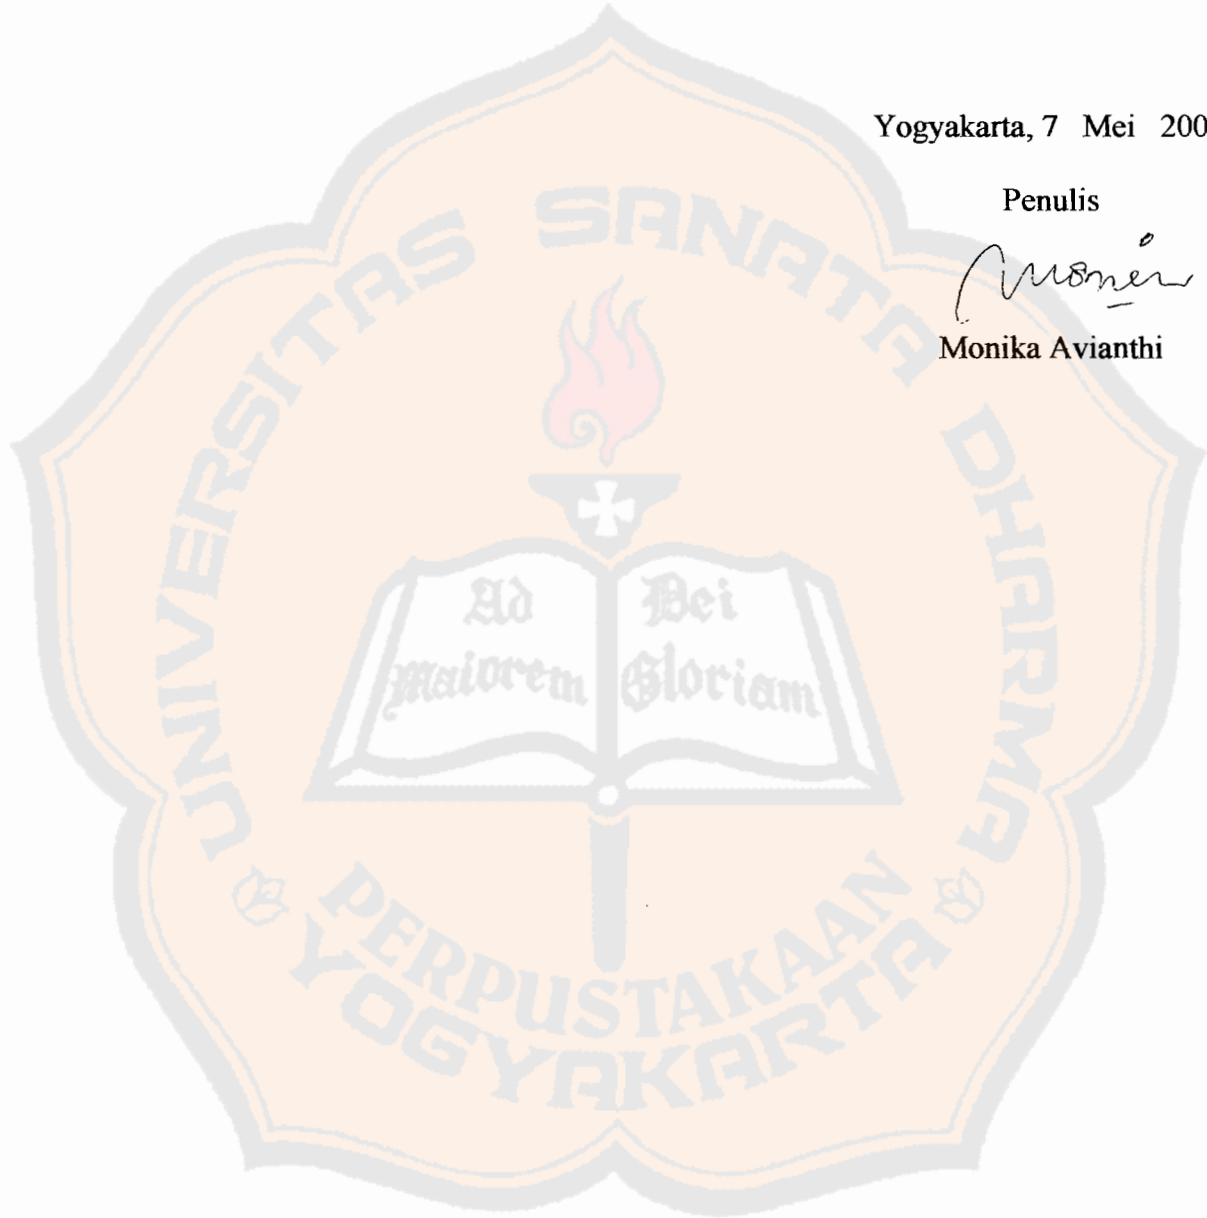 Yogyakarta, 7 Mei 200
Penulis
Monika Avianthi
UNIVERSITAS SANATA DHARMA
Ad Dei
Maiorem Gloriam
PERPUSTAKAAN
YOGYAKARTA